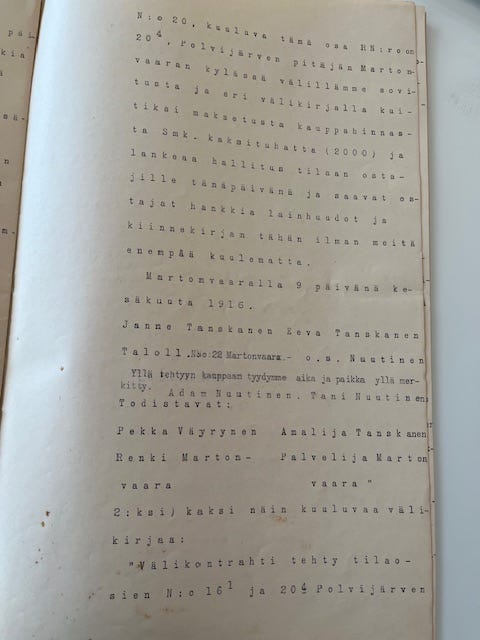 N:o 20, kuuluva tämä osa RN:roon
20⁴, Polvijärven pitäjän Marton-
vaaran kylässä välillämme sovi-
tusta ja eri välikirjalla kui-
tikai maksetusta kauppahinnas-
ta Smk. kaksituhatta (2000) ja
lankeaa hallitus tilaan osta-
jille tänäpäivänä ja saavat os-
tajat hankkia lainhuudot ja
kiinnekirjan tähän ilman meitä
enempää kuulematta.
Martonvaaralla 9 päivänä ke-
säkuuta 1916.
Janne Tanskanen Eeva Tanskanen
Taloll. N:o 22 Martonvaara.- o.s. Nuutinen
Yllä tehtyyn kauppaan tyydymme aika ja paikka yllä mer-
kitty. Adam Nuutinen. Tani Nuutinen
Todistavat:
Pekka Väyrynen Amalija Tanskanen
Renki Marton- Palvelija Marton
vaara vaara "
2:ksi) kaksi näin kuuluvaa väli-
kirjaa:
"Välikontrahti tehty tilao-
sien N:o 16¹ ja 20⁴ Polvijärven